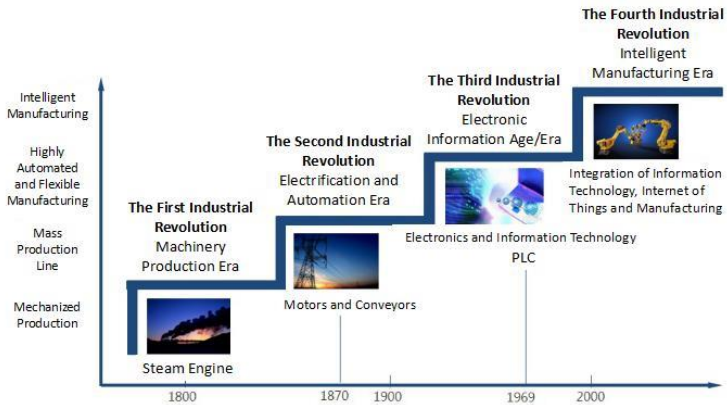 The Fourth Industrial
Revolution
Intelligent
Manufacturing Era
The Third Industrial
Revolution
Electronic
Information Age/Era
The Second Industrial
Revolution
Electrification and
Automation Era
The First Industrial
Revolution
Machinery
Production Era
Intelligent
Manufacturing
Highly
Automated
and Flexible
Manufacturing
Mass
Production
Line
Mechanized
Production
Steam Engine
Motors and Conveyors
Electronics and Information Technology
PLC
Integration of Information
Technology, Internet of
Things and Manufacturing
1800
1870
1900
1969
2000